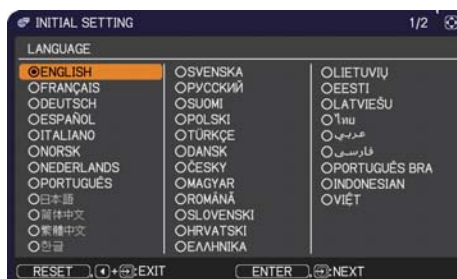 INITIAL SETTING 1/2
LANGUAGE
ENGLISH
FRANÇAIS
DEUTSCH
ESPAÑOL
ITALIANO
NORSK
NEDERLANDS
PORTUGUÊS
日本語
简体中文
繁體中文
한글
SVENSKA
РУССКИЙ
SUOMI
POLSKI
TÜRKÇE
DANSK
ČESKY
MAGYAR
ROMÂNĂ
SLOVENSKI
HRVATSKI
ΕΛΛΗΝΙΚΑ
LIETUVIŲ
EESTI
LATVIEŠU
ไทย
عربي
فارسی
PORTUGUÊS BRA
INDONESIAN
VIỆT
RESET , + :EXIT ENTER , :NEXT